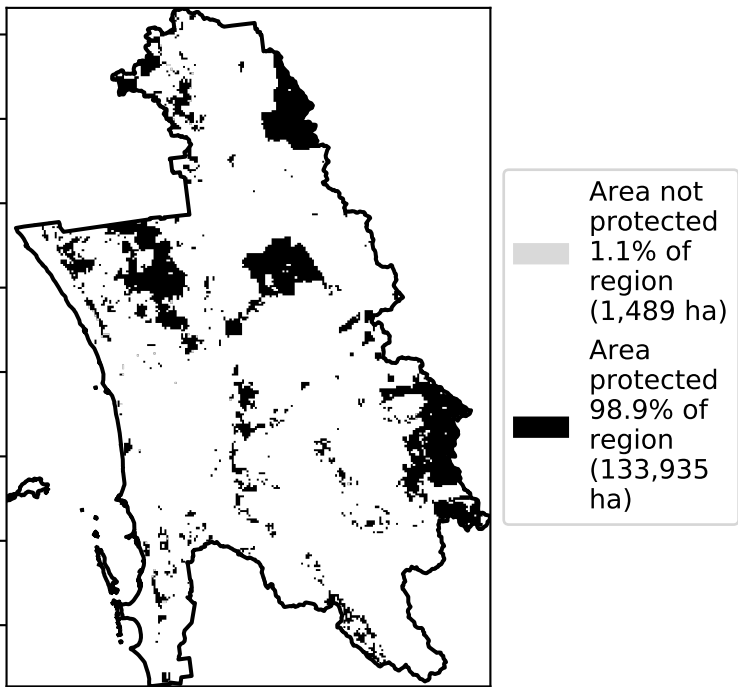 Area not
protected
1.1% of
region
(1,489 ha)
Area
protected
98.9% of
region
(133,935
ha)